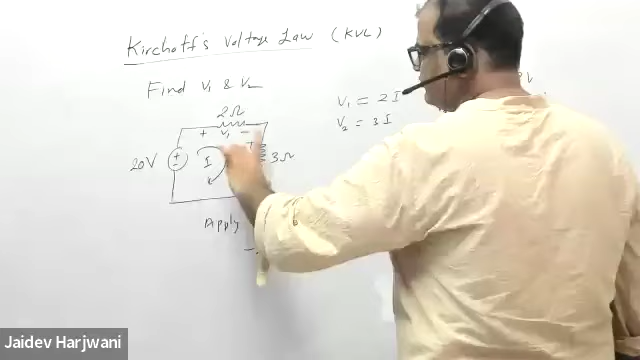 Kirchoff's Voltage Law (KVL)
Find V1 & V2
2Ω
+ V1 -
20V
+
-
I
3Ω
V1 = 2I
V2 = 3I
Apply
Jaidev Harjwani